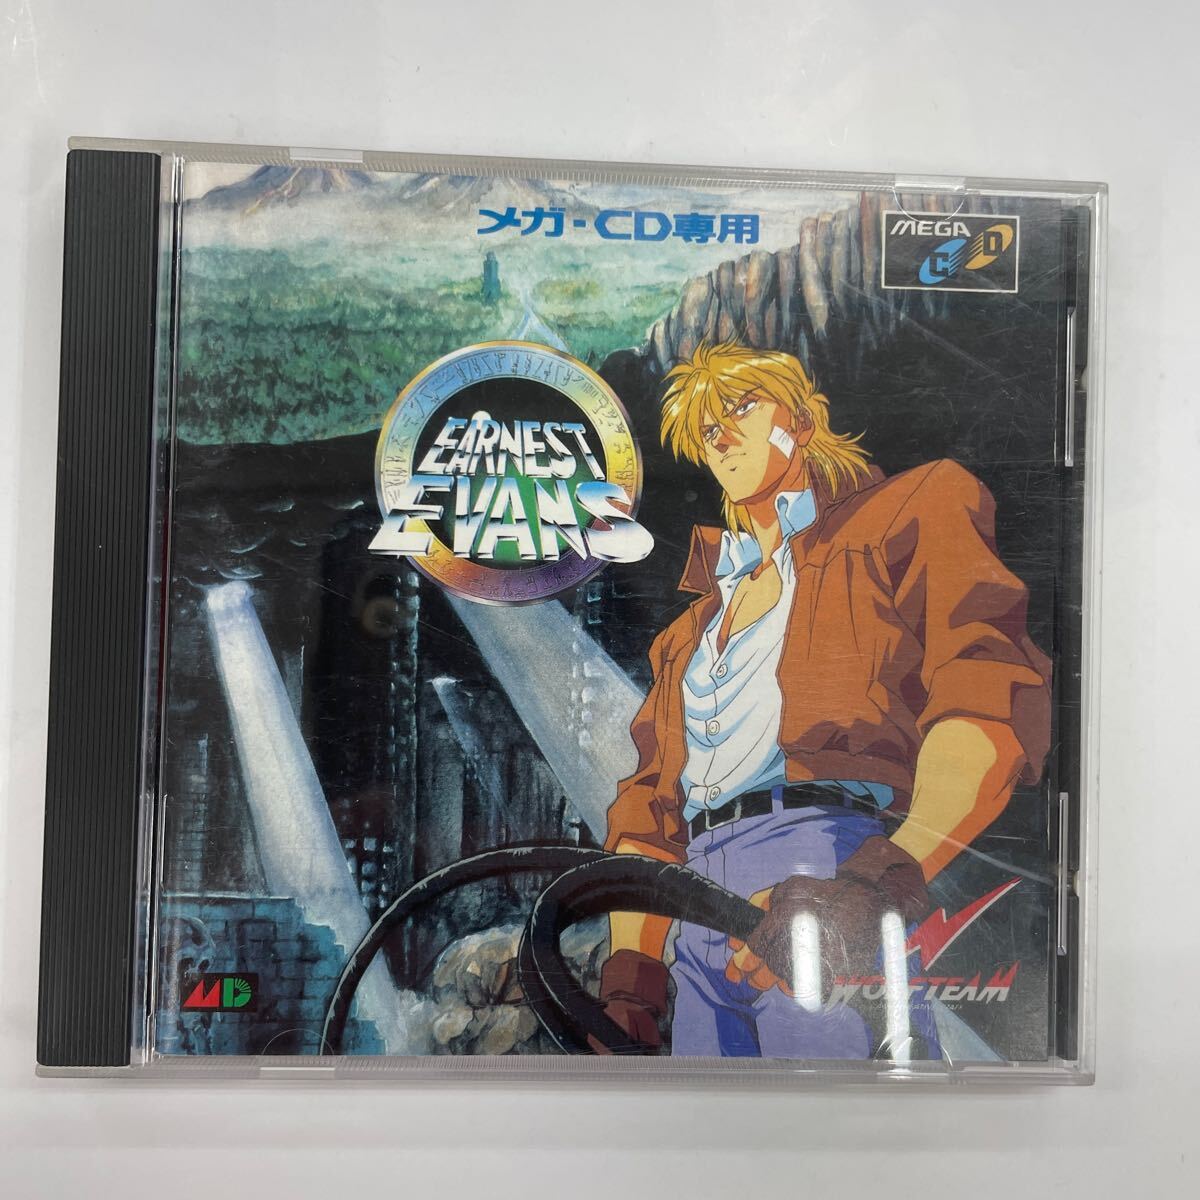 メガ-CD専用
MEGA
CD
EARNEST
EVANS
MD
WOLFTEAM